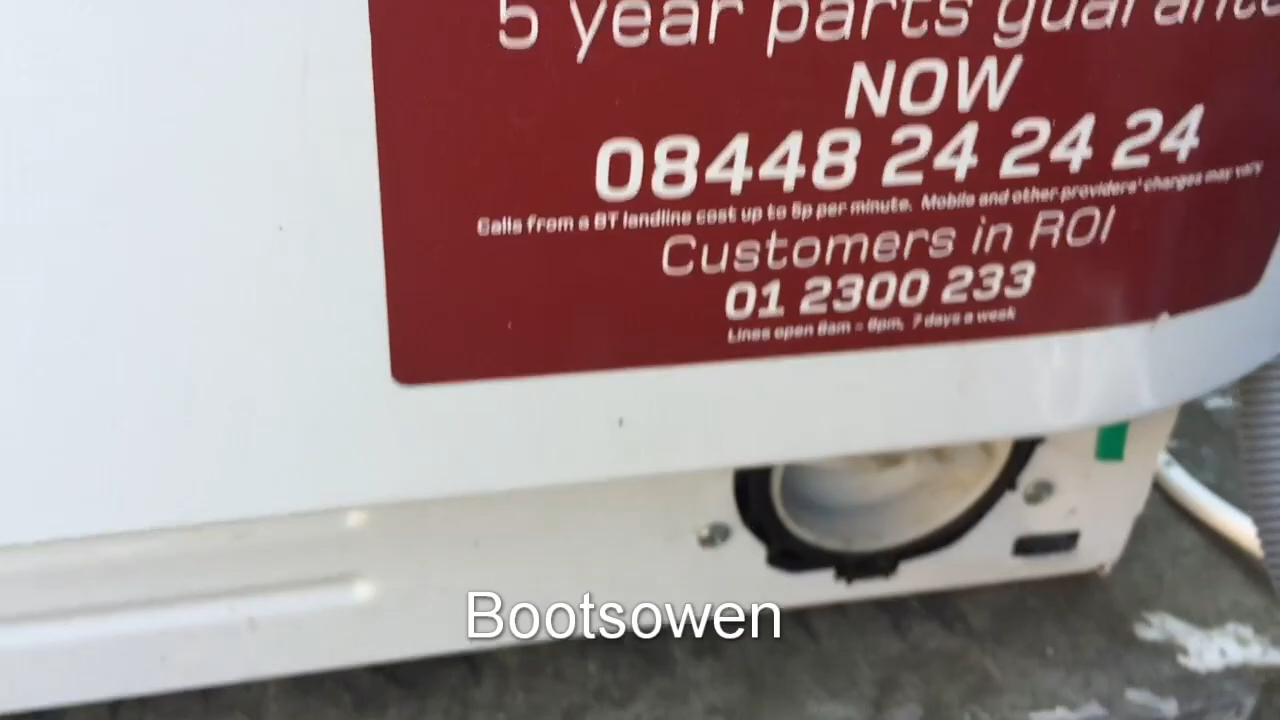 5 year parts guarante
NOW
08448 24 24 24
Calls from a BT landline cost up to 5p per minute. Mobile and other providers' charges may vary
Customers in ROI
01 2300 233
Lines open 8am - 8pm, 7 days a week
Bootsowen